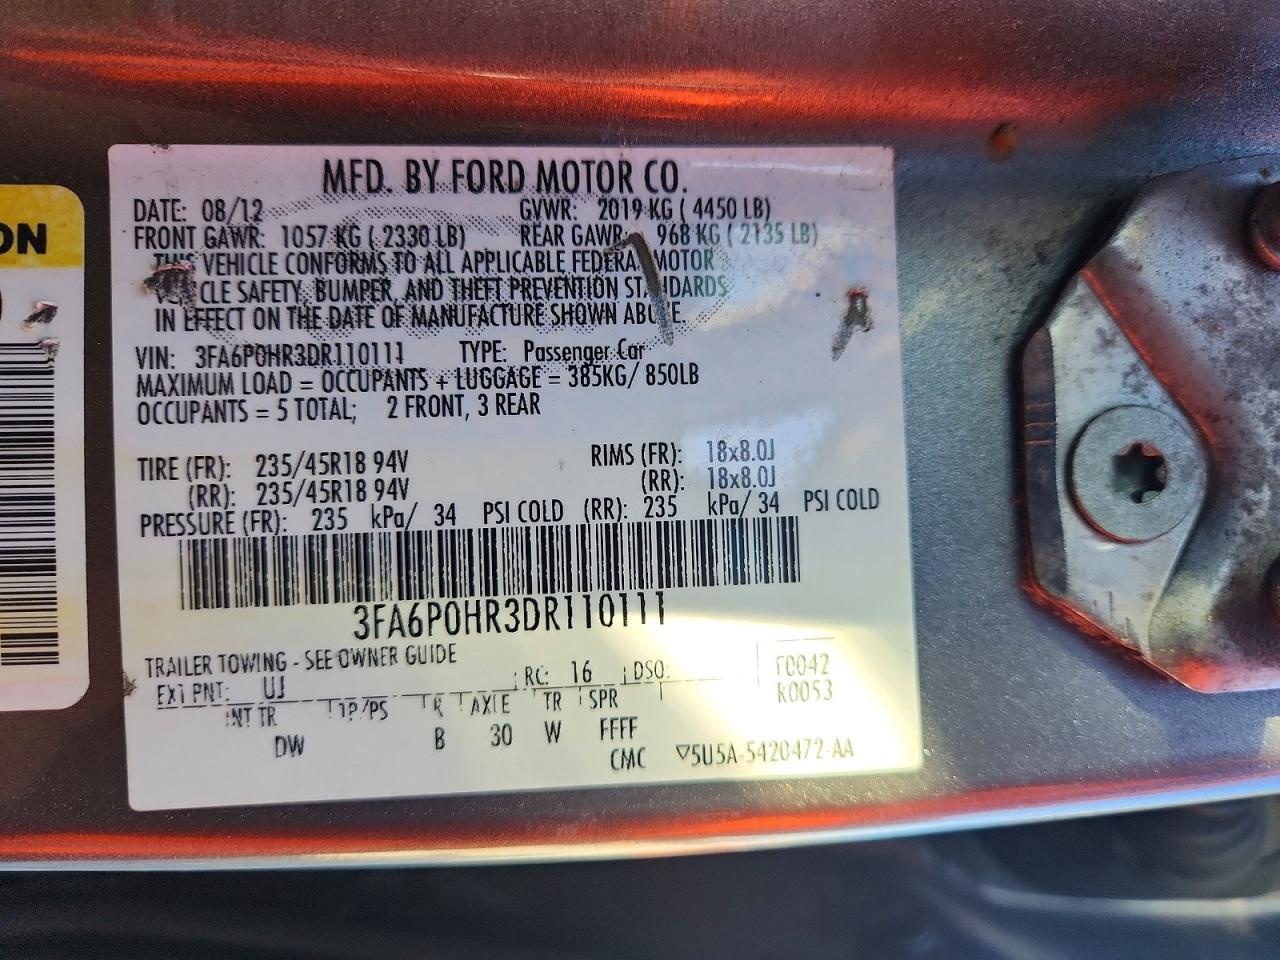 MFD. BY FORD MOTOR CO.
DATE: 08/12 GVWR: 2019 KG ( 4450 LB)
FRONT GAWR: 1057 KG ( 2330 LB) REAR GAWR: 968 KG ( 2135 LB)
THIS VEHICLE CONFORMS TO ALL APPLICABLE FEDERAL MOTOR
VEHICLE SAFETY, BUMPER, AND THEFT PREVENTION STANDARDS
IN EFFECT ON THE DATE OF MANUFACTURE SHOWN ABOVE.
VIN: 3FA6P0HR3DR110111 TYPE: Passenger Car
MAXIMUM LOAD = OCCUPANTS + LUGGAGE = 385KG/ 850LB
OCCUPANTS = 5 TOTAL; 2 FRONT, 3 REAR
TIRE (FR): 235/45R18 94V RIMS (FR): 18x8.0J
(RR): 235/45R18 94V (RR): 18x8.0J
PRESSURE (FR): 235 kPa/ 34 PSI COLD (RR): 235 kPa/ 34 PSI COLD
3FA6P0HR3DR110111
TRAILER TOWING - SEE OWNER GUIDE
EXT PNT: UJ RC: 16 DSO: F0042
R0053
INT TR TP/PS R AXLE TR SPR
DW B 30 W FFFF
CMC ▽5U5A-5420472-AA
ON